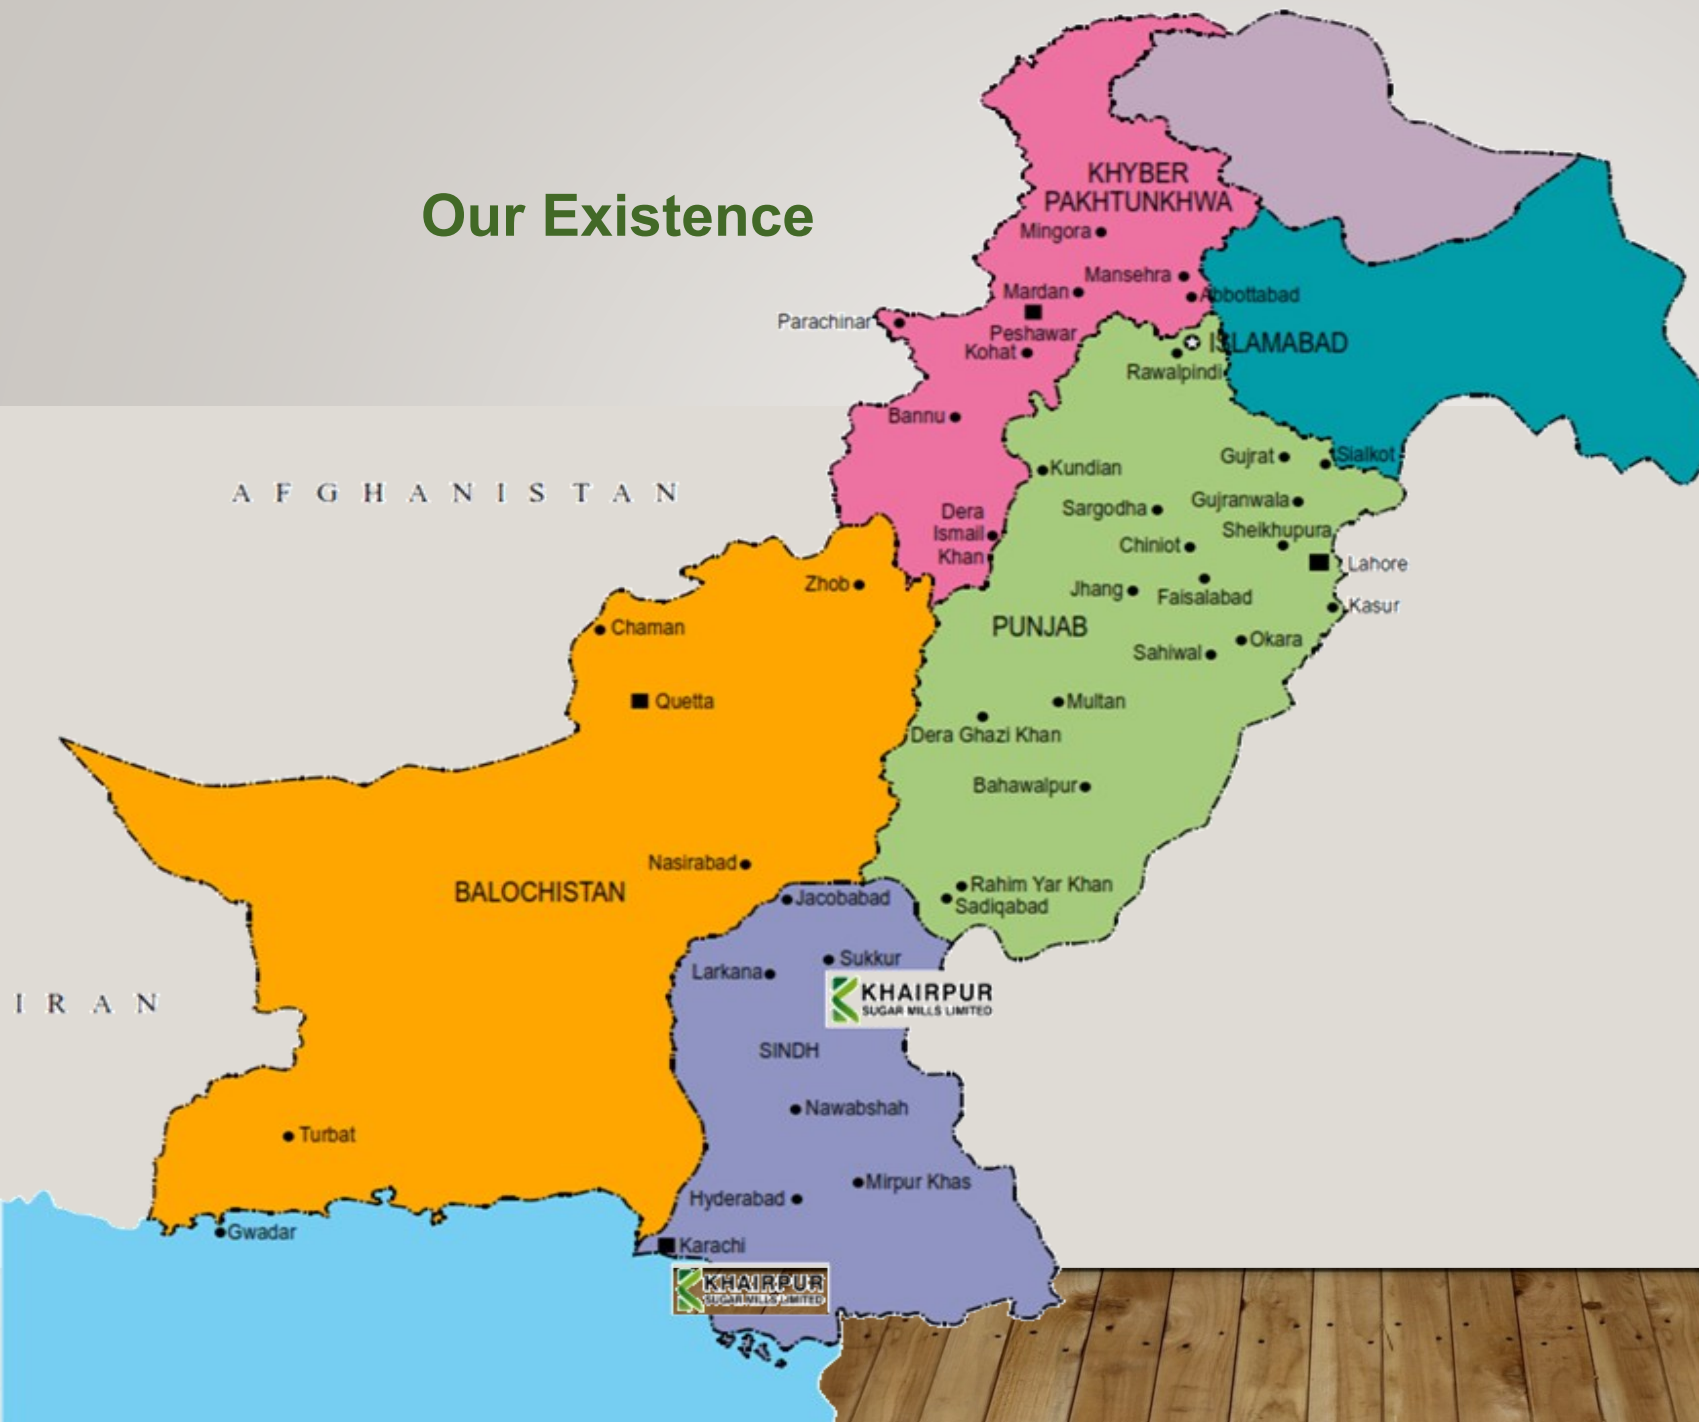 Our Existence
KHYBER
PAKHTUNKHWA
Mingora
Mansehra
Mardan
Abbottabad
Parachinar
Peshawar
Kohat
ISLAMABAD
Rawalpindi
Bannu
Kundian
Gujrat
Sialkot
AFGHANISTAN
Sargodha
Gujranwala
Dera
Ismail
Khan
Sheikhupura
Chiniot
Lahore
Zhob
Jhang
Faisalabad
Kasur
Chaman
PUNJAB
Okara
Sahiwal
Quetta
Multan
Dera Ghazi Khan
Bahawalpur
Nasirabad
BALOCHISTAN
Rahim Yar Khan
Jacobabad
Sadiqabad
Sukkur
Larkana
IRAN
KHAIRPUR
SUGAR MILLS LIMITED
SINDH
Nawabshah
Turbat
Mirpur Khas
Hyderabad
Gwadar
Karachi
KHAIRPUR
SUGAR MILLS LIMITED